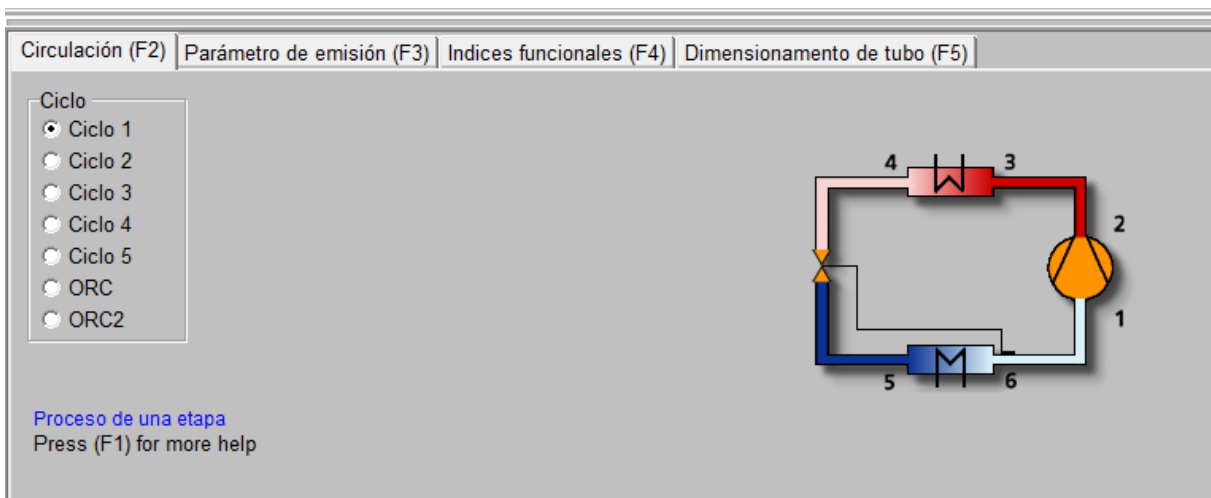 Circulación (F2) Parámetro de emisión (F3) Indices funcionales (F4) Dimensionamento de tubo (F5)
Ciclo
Ciclo 1
Ciclo 2
Ciclo 3
Ciclo 4
Ciclo 5
ORC
ORC2
4 3
2
1
5 6
Proceso de una etapa
Press (F1) for more help